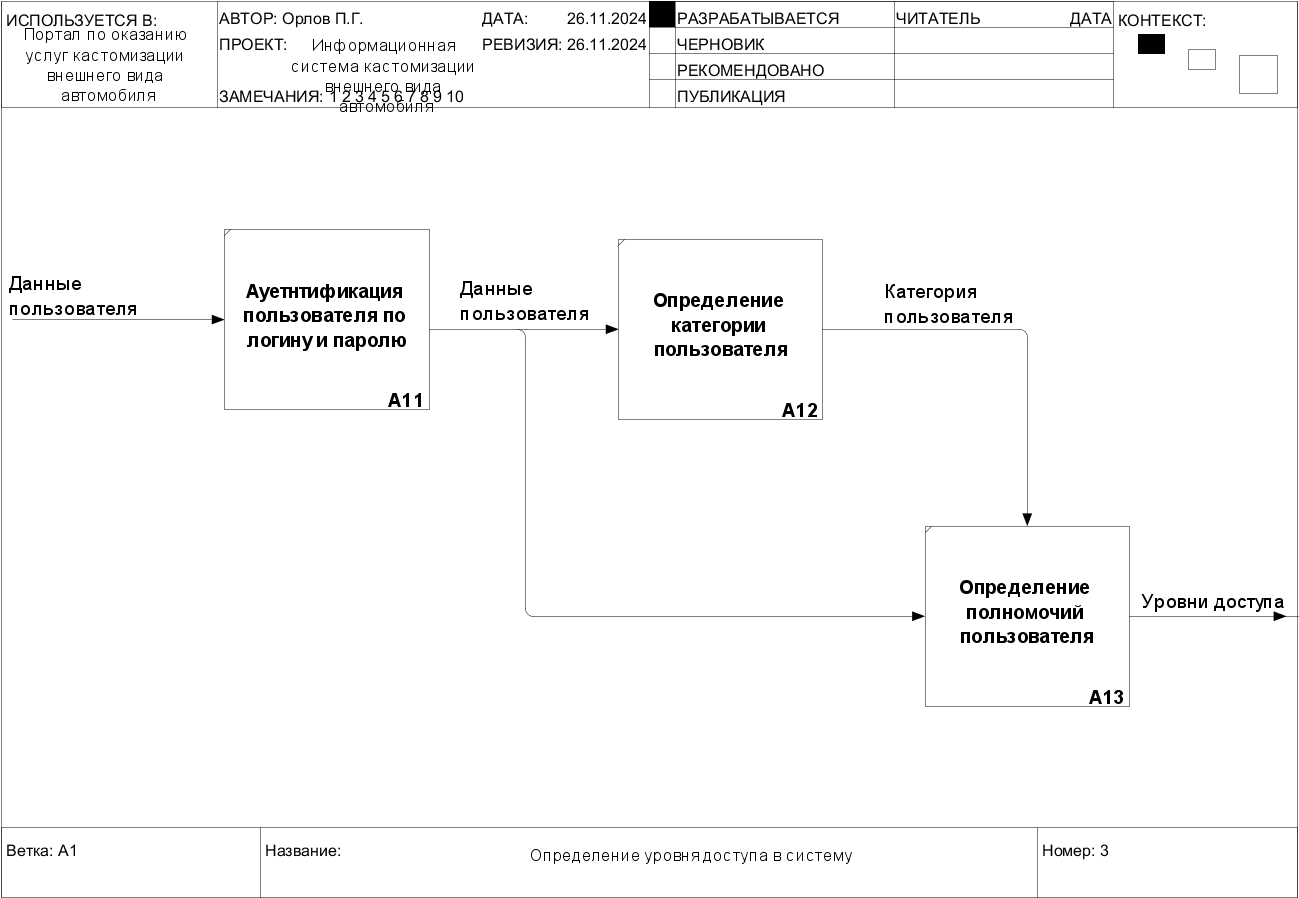 ИСПОЛЬЗУЕТСЯ В:
Портал по оказанию
услуг кастомизации
внешнего вида
автомобиля
АВТОР: Орлов П.Г.
ДАТА: 26.11.2024
ПРОЕКТ:
Информационная
система кастомизации
внешнего вида
автомобиля
РЕВИЗИЯ: 26.11.2024
ЗАМЕЧАНИЯ: 1 2 3 4 5 6 7 8 9 10
РАЗРАБАТЫВАЕТСЯ
ЧЕРНОВИК
РЕКОМЕНДОВАНО
ПУБЛИКАЦИЯ
ЧИТАТЕЛЬ
ДАТА
КОНТЕКСТ:
Данные
пользователя
Ауетнтификация
пользователя по
логину и паролю
A11
Данные
пользователя
Определение
категории
пользователя
A12
Категория
пользователя
Определение
полномочий
пользователя
A13
Уровни доступа
Ветка: A1
Название:
Определение уровня доступа в систему
Номер: 3